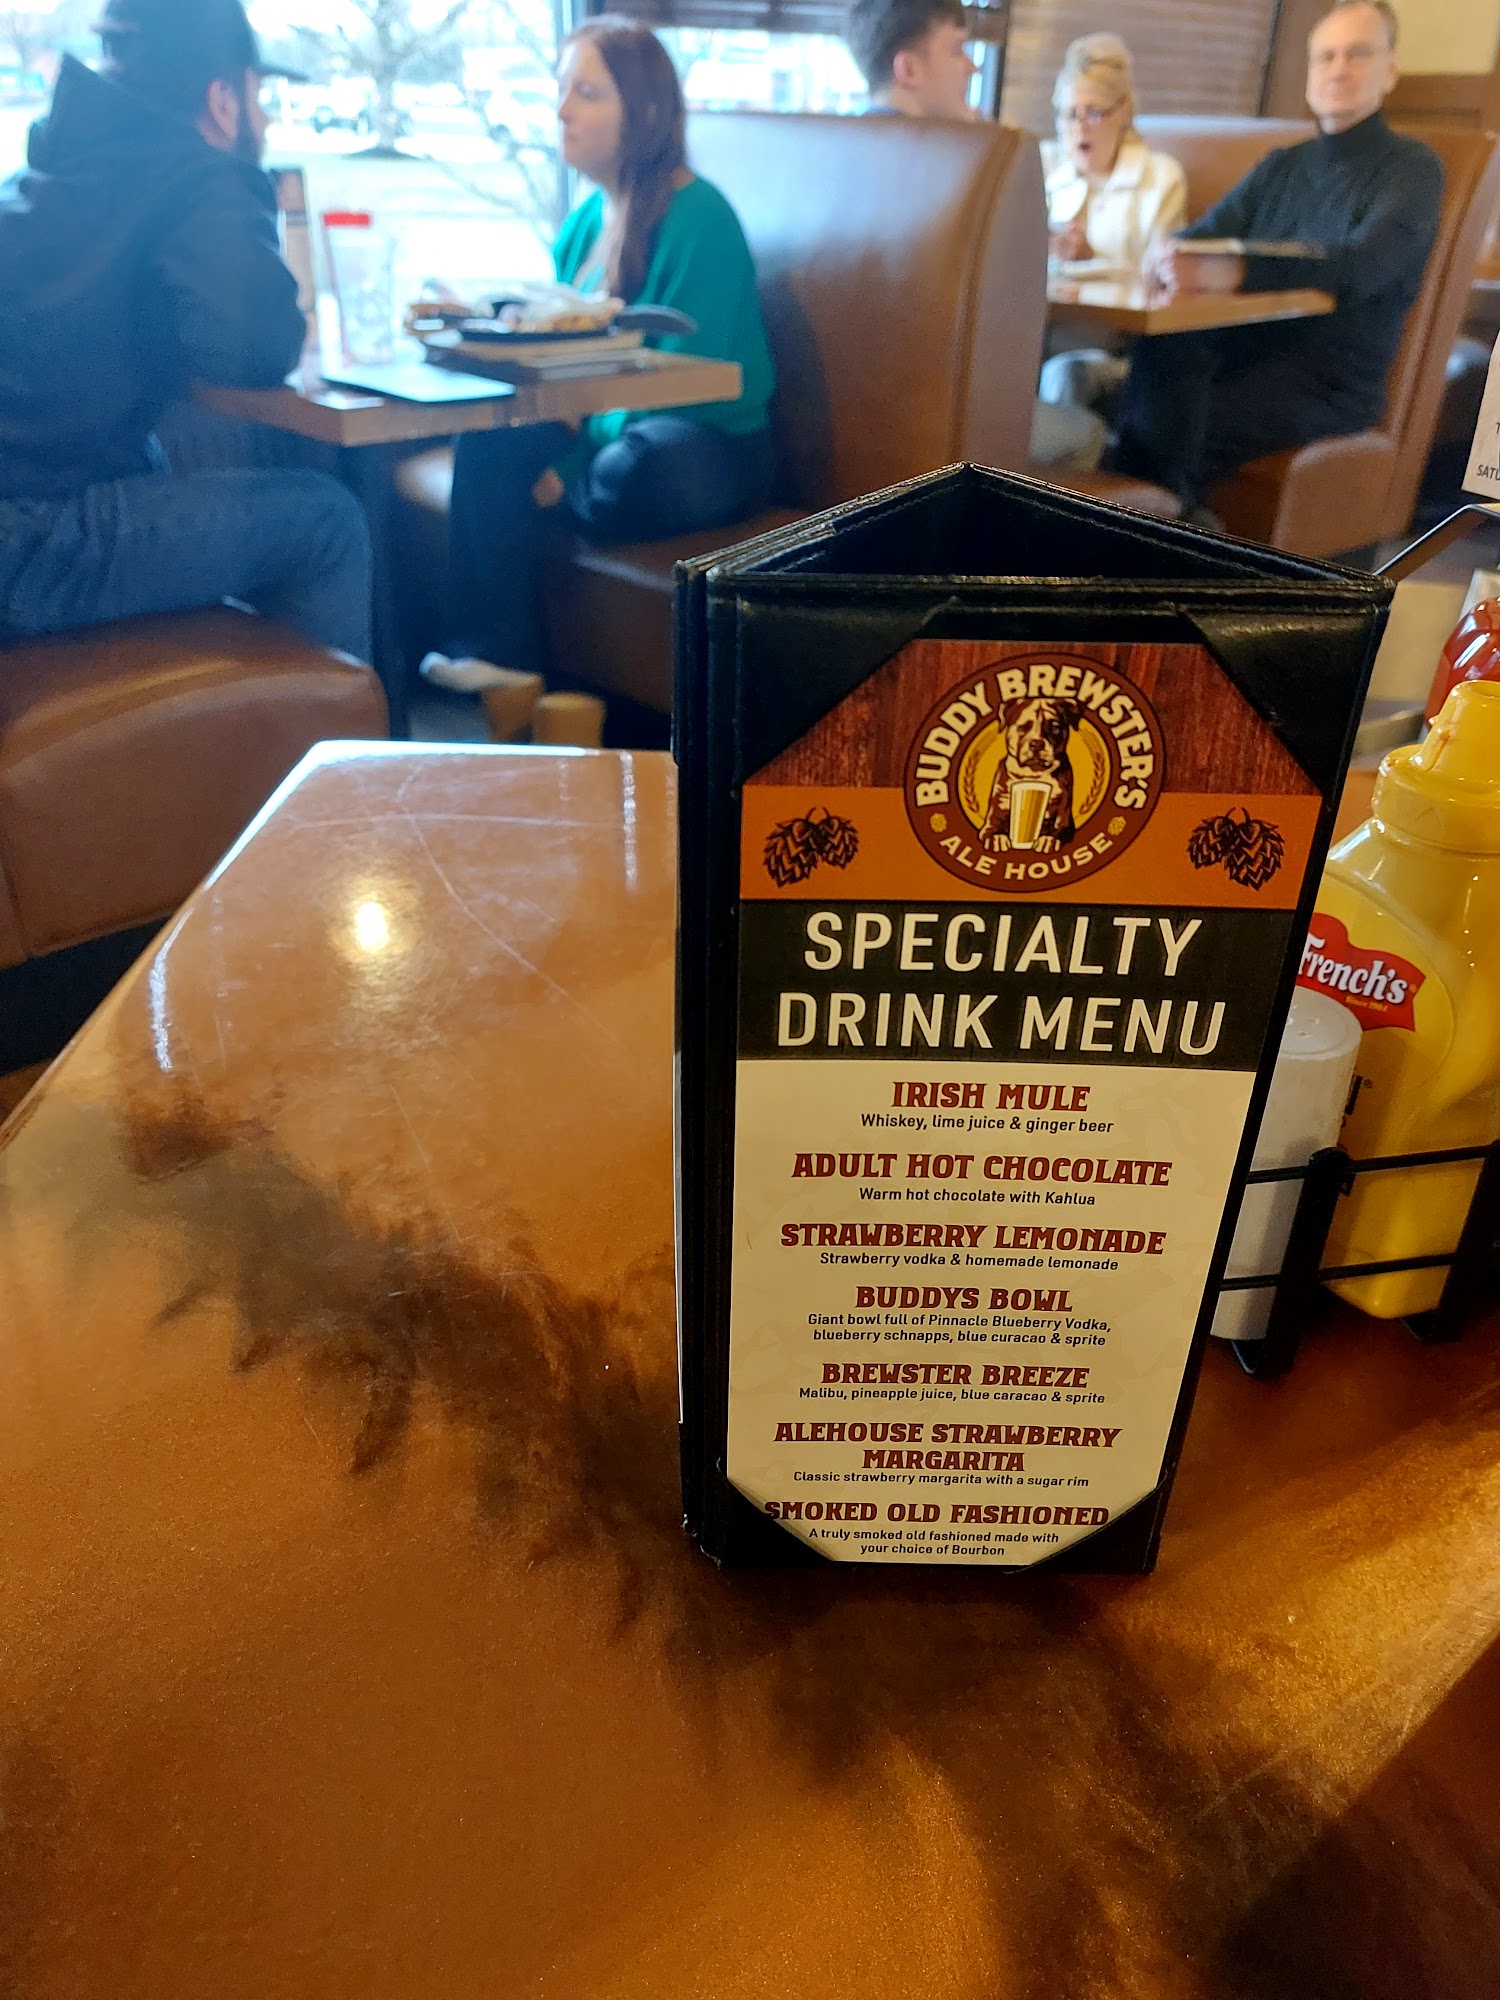 BUDDY BREWSTER'S
ALE HOUSE
SPECIALTY
DRINK MENU
IRISH MULE
Whiskey, lime juice & ginger beer
ADULT HOT CHOCOLATE
Warm hot chocolate with Kahlua
STRAWBERRY LEMONADE
Strawberry vodka & homemade lemonade
BUDDYS BOWL
Giant bowl full of Pinnacle Blueberry Vodka,
blueberry schnapps, blue curacao & sprite
BREWSTER BREEZE
Malibu, pineapple juice, blue caracao & sprite
ALEHOUSE STRAWBERRY
MARGARITA
Classic strawberry margarita with a sugar rim
SMOKED OLD FASHIONED
A truly smoked old fashioned made with
your choice of Bourbon
French's
Since 1904